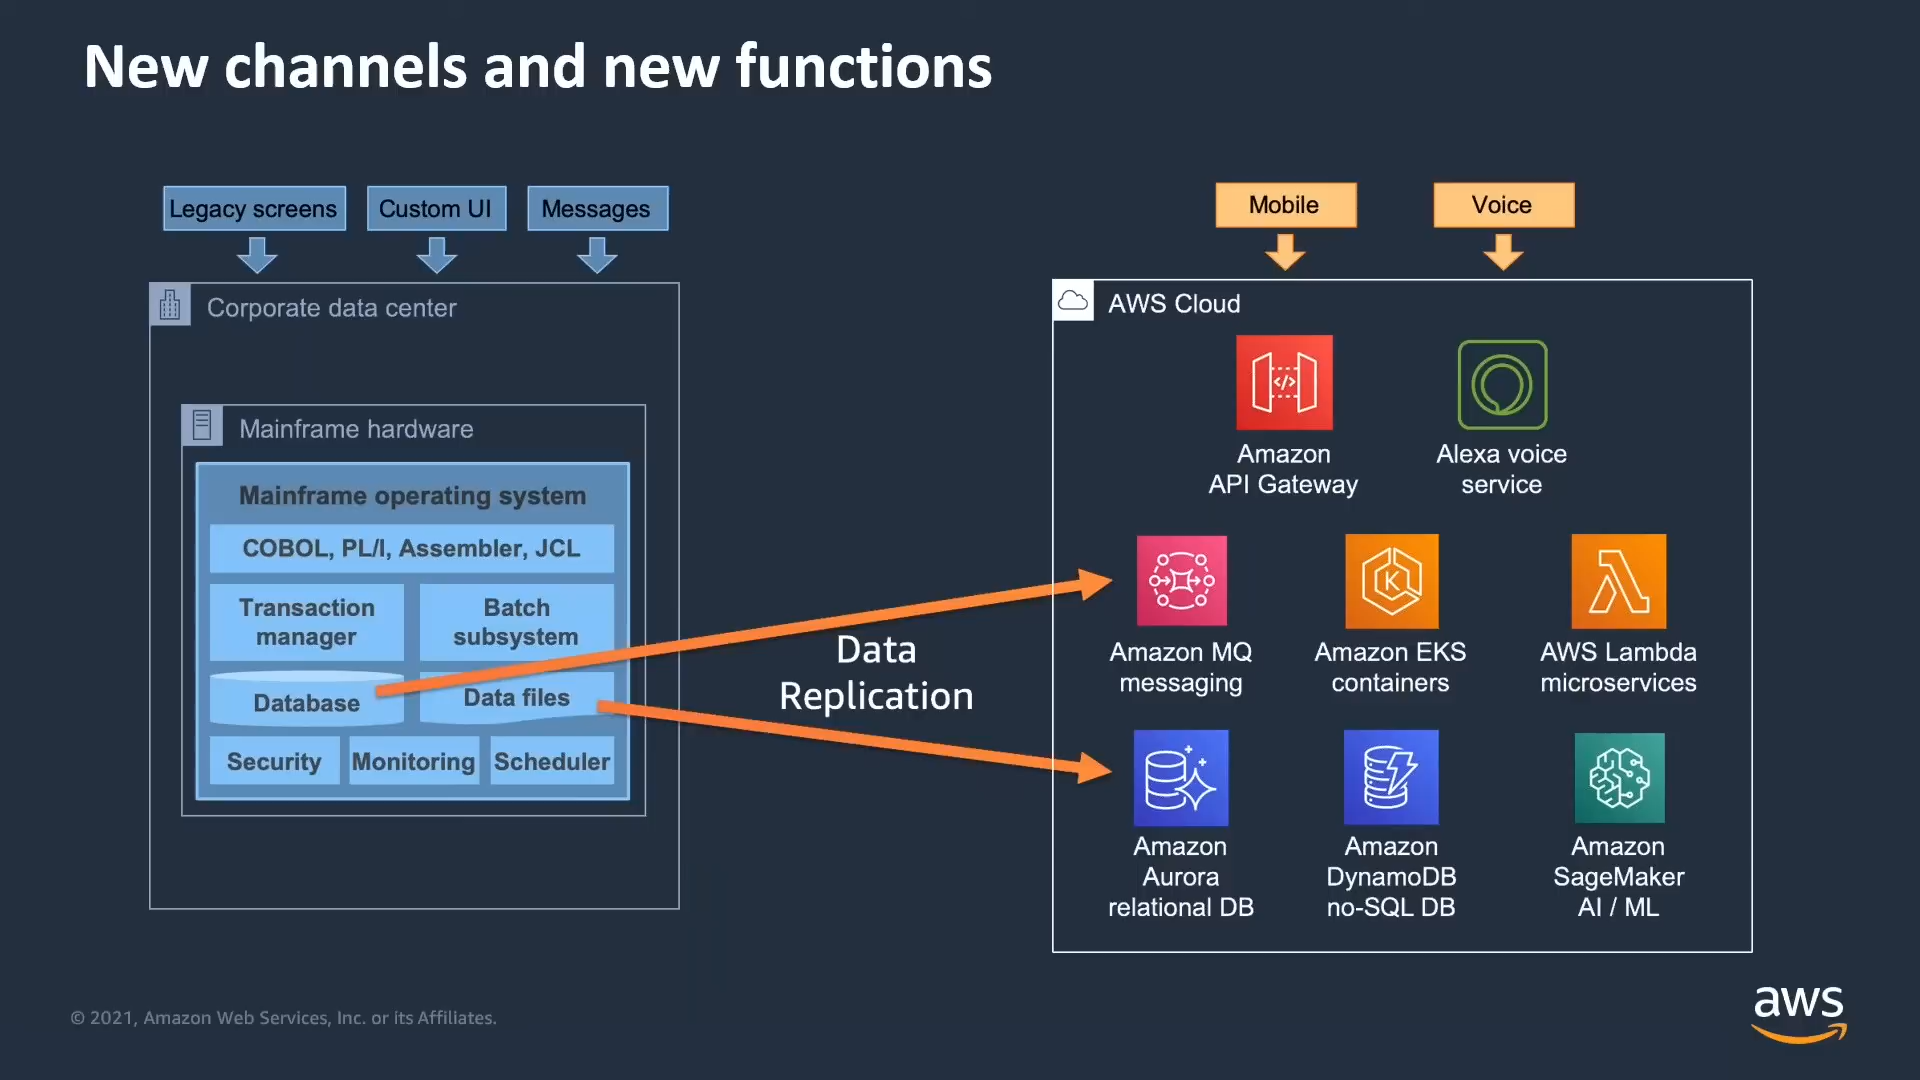 New channels and new functions
Legacy screens
Custom UI
Messages
Mobile
Voice
Corporate data center
Mainframe hardware
Mainframe operating system
COBOL, PL/I, Assembler, JCL
Transaction
manager
Batch
subsystem
Database
Data files
Security
Monitoring
Scheduler
Data
Replication
AWS Cloud
</>
Amazon
API Gateway
Alexa voice
service
Amazon MQ
messaging
K
Amazon EKS
containers
AWS Lambda
microservices
Amazon
Aurora
relational DB
Amazon
DynamoDB
no-SQL DB
Amazon
SageMaker
AI / ML
© 2021, Amazon Web Services, Inc. or its Affiliates.
aws